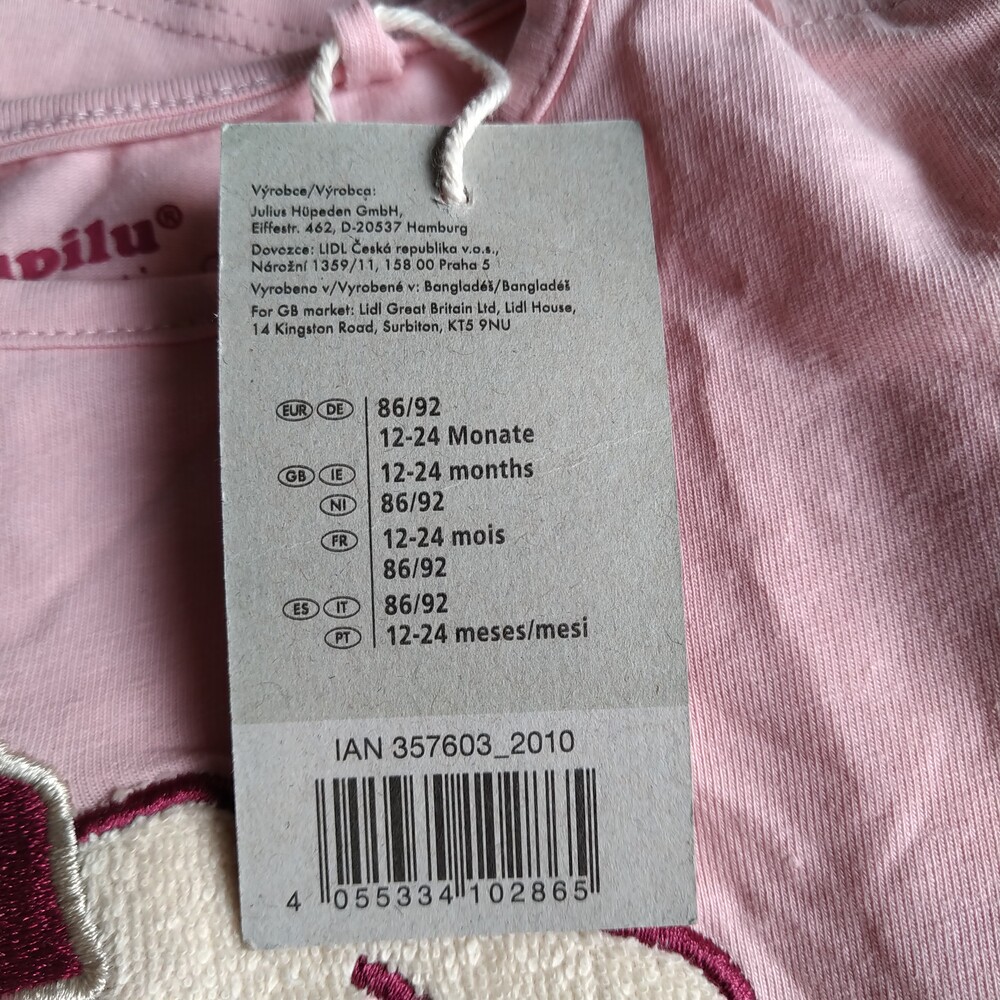 Výrobce/Výrobca:
Julius Hüpeden GmbH,
Eiffestr. 462, D-20537 Hamburg
Dovozce: LIDL Česká republika v.o.s.,
Nárožní 1359/11, 158 00 Praha 5
Vyrobeno v/Vyrobené v: Bangladéš/Bangladéš
For GB market: Lidl Great Britain Ltd, Lidl House,
14 Kingston Road, Surbiton, KT5 9NU
EUR DE 86/92
12-24 Monate
GB IE 12-24 months
NI 86/92
FR 12-24 mois
86/92
ES IT 86/92
PT 12-24 meses/mesi
IAN 357603_2010
4 055334 102865